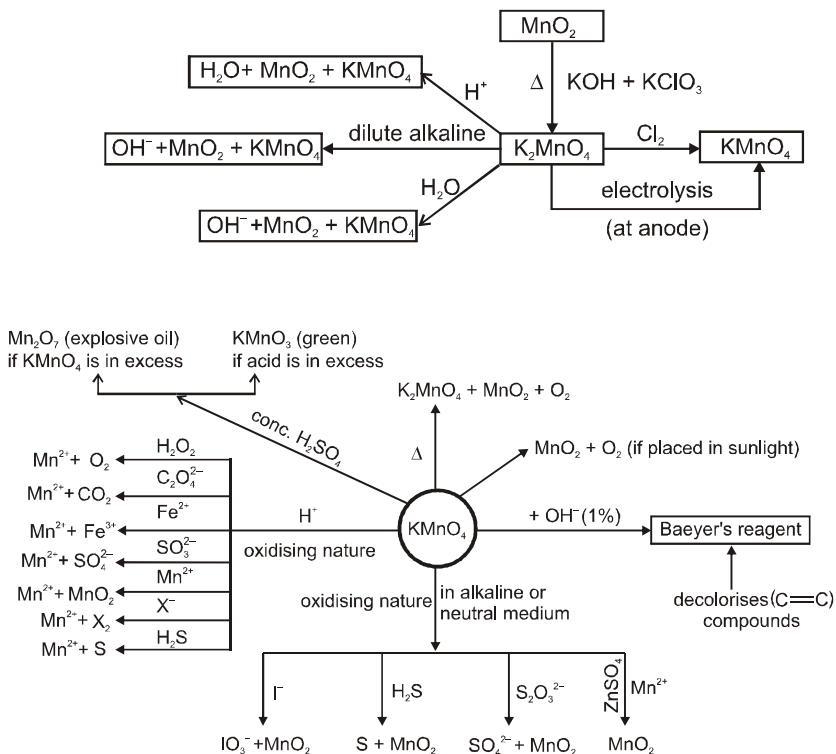 MnO₂
H₂O+ MnO₂ + KMnO₄
H⁺
Δ
KOH + KClO₃
dilute alkaline
OH⁻+MnO₂ + KMnO₄
K₂MnO₄
Cl₂
KMnO₄
H₂O
electrolysis
(at anode)
OH⁻+MnO₂ + KMnO₄
Mn₂O₇ (explosive oil)
if KMnO₄ is in excess
KMnO₃ (green)
if acid is in excess
conc. H₂SO₄
K₂MnO₄ + MnO₂ + O₂
Δ
MnO₂ + O₂ (if placed in sunlight)
H₂O₂
Mn²⁺+ O₂
C₂O₄²⁻
Mn²⁺+CO₂
Fe²⁺
Mn²⁺+ Fe³⁺
SO₃²⁻
Mn²⁺+ SO₄²⁻
Mn²⁺
Mn²⁺+ MnO₂
X⁻
Mn²⁺+ X₂
H₂S
Mn²⁺+ S
H⁺
oxidising nature
KMnO₄
+ OH⁻(1%)
Baeyer's reagent
decolorises(C=C)
compounds
oxidising nature
in alkaline or
neutral medium
I⁻
H₂S
S₂O₃²⁻
ZnSO₄
Mn²⁺
IO₃⁻+MnO₂
S + MnO₂
SO₄²⁻+ MnO₂
MnO₂